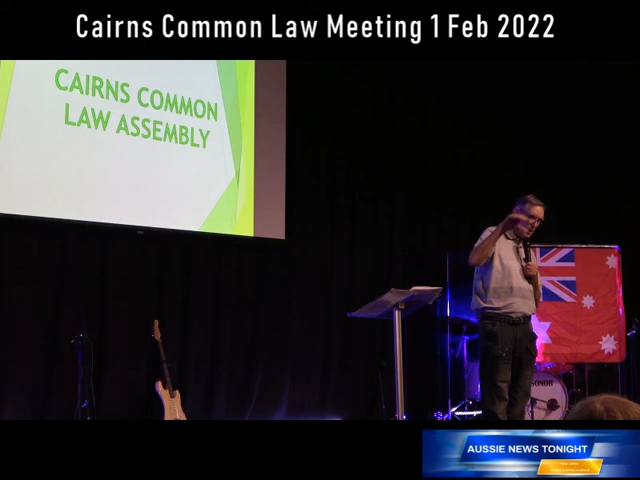 Cairns Common Law Meeting 1 Feb 2022
CAIRNS COMMON
LAW ASSEMBLY
SONOR
AUSSIE NEWS TONIGHT